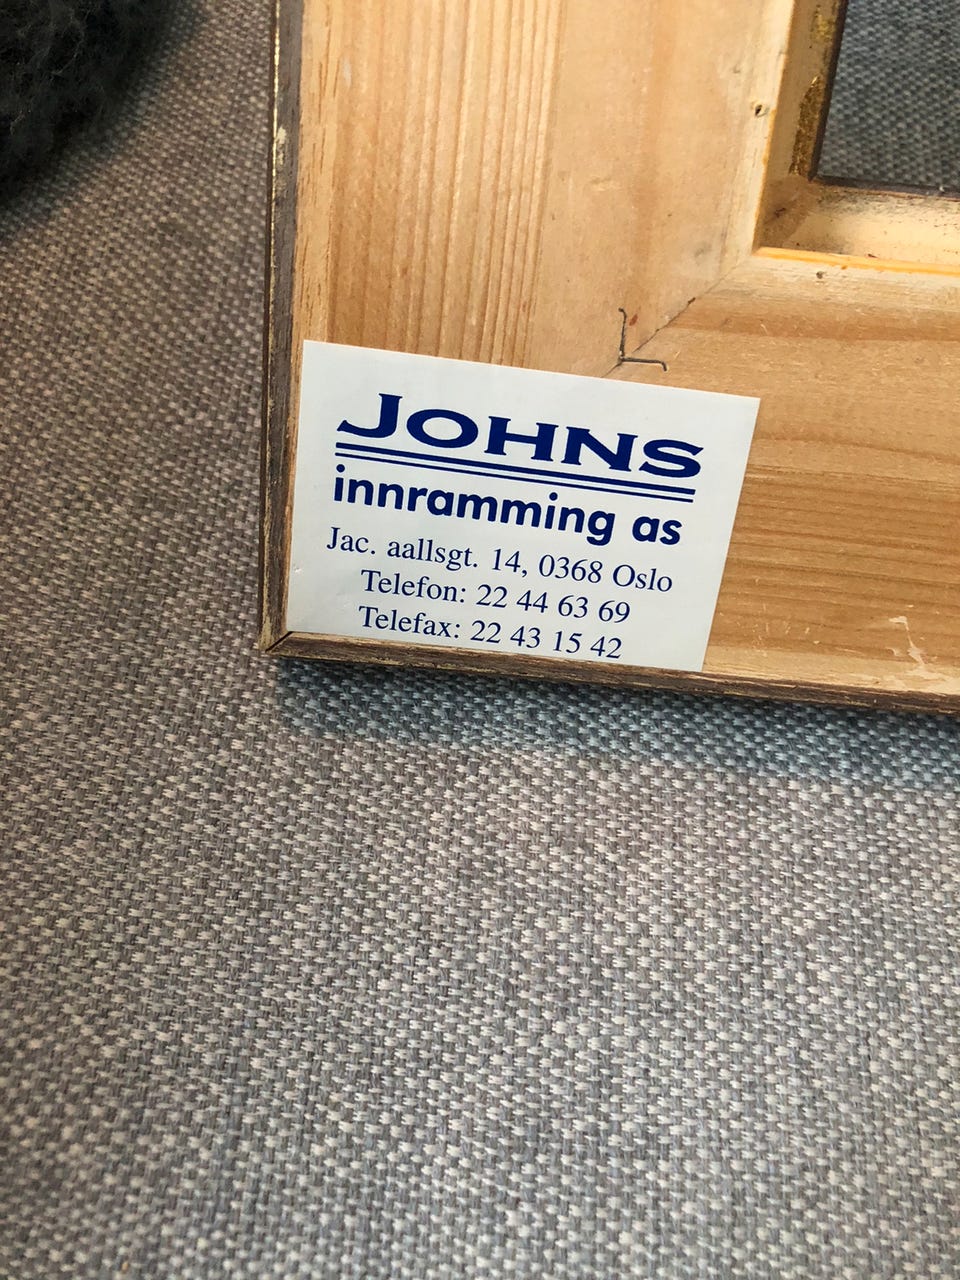 JOHNS
innramming as
Jac. aallsgt. 14, 0368 Oslo
Telefon: 22 44 63 69
Telefax: 22 43 15 42